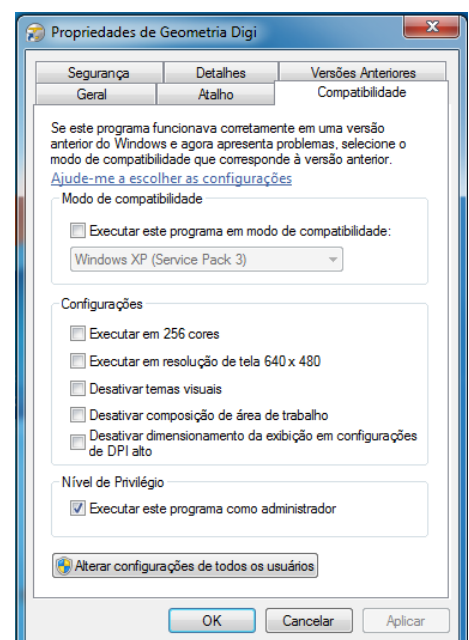 Propriedades de Geometria Digi
Segurança Detalhes Versões Anteriores
Geral Atalho Compatibilidade
Se este programa funcionava corretamente em uma versão
anterior do Windows e agora apresenta problemas, selecione o
modo de compatibilidade que corresponde à versão anterior.
Ajude-me a escolher as configurações
Modo de compatibilidade
Executar este programa em modo de compatibilidade:
Windows XP (Service Pack 3)
Configurações
Executar em 256 cores
Executar em resolução de tela 640 x 480
Desativar temas visuais
Desativar composição de área de trabalho
Desativar dimensionamento da exibição em configurações
de DPI alto
Nível de Privilégio
Executar este programa como administrador
Alterar configurações de todos os usuários
OK Cancelar Aplicar